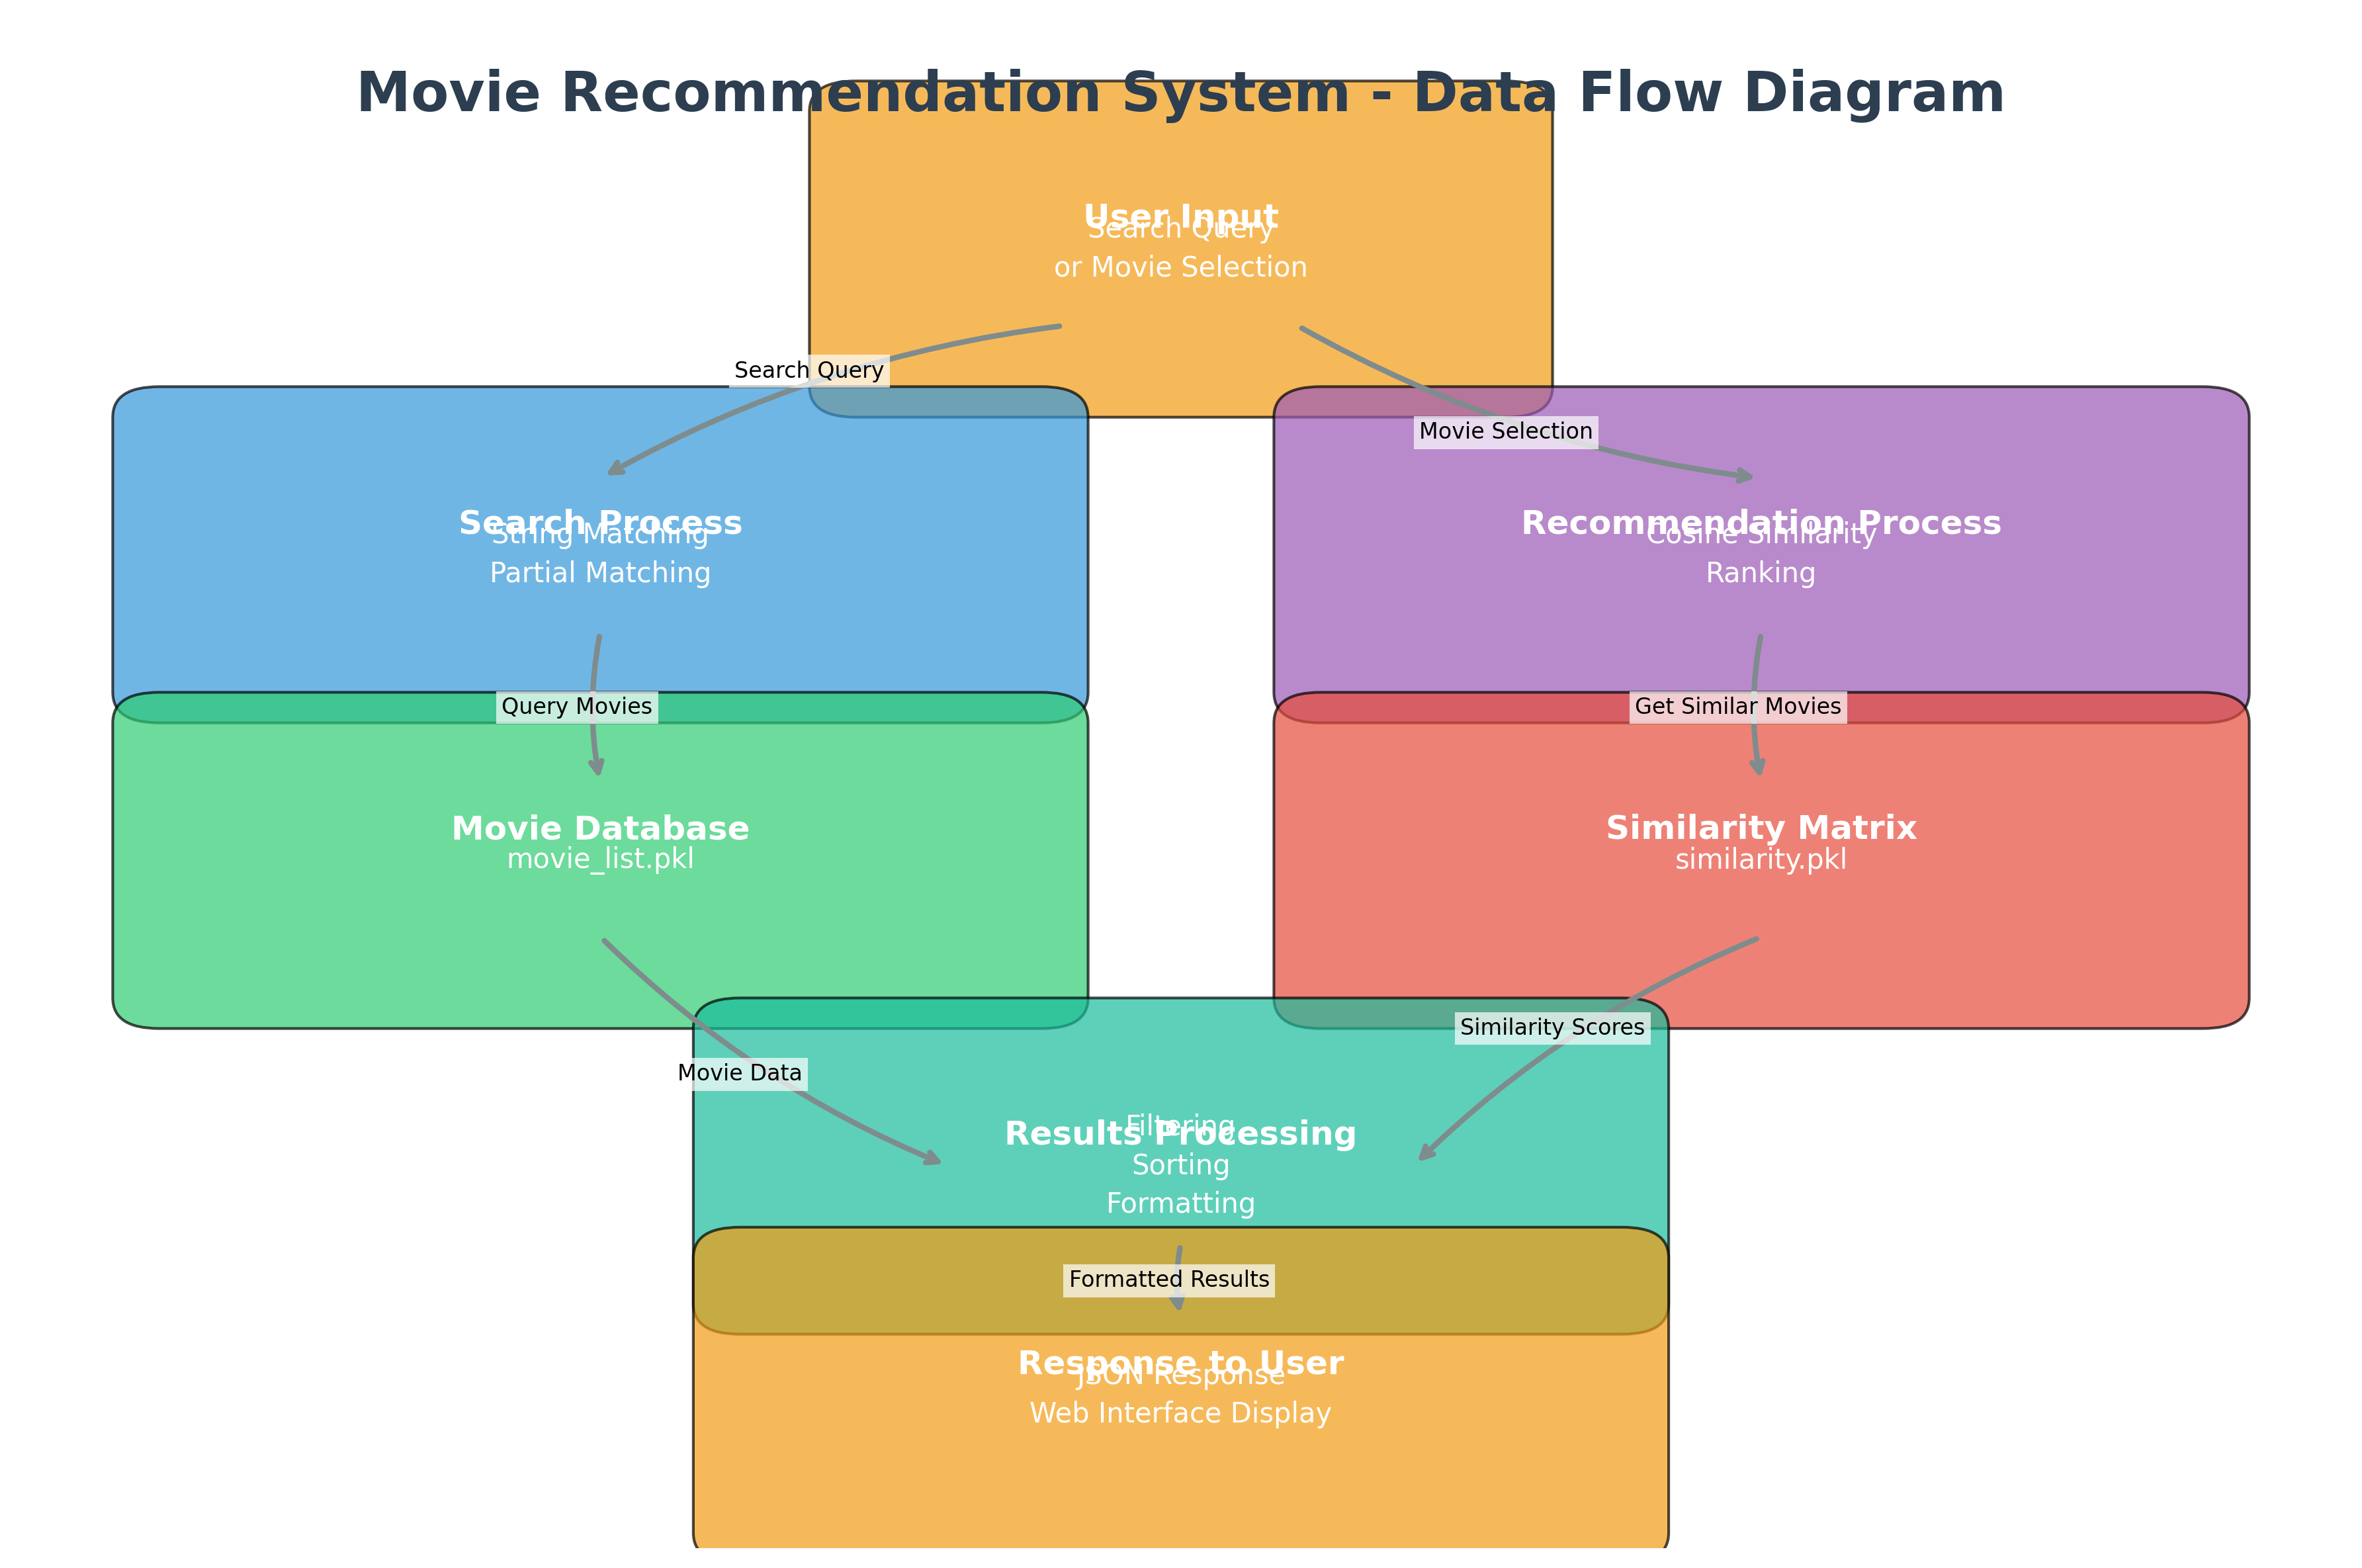 Movie Recommendation System - Data Flow Diagram
User Input
Search Query
or Movie Selection
Search Query
Movie Selection
Search Process
String Matching
Partial Matching
Recommendation Process
Cosine Similarity
Ranking
Query Movies
Get Similar Movies
Movie Database
movie_list.pkl
Similarity Matrix
similarity.pkl
Movie Data
Similarity Scores
Results Processing
Filtering
Sorting
Formatting
Formatted Results
Response to User
JSON Response
Web Interface Display